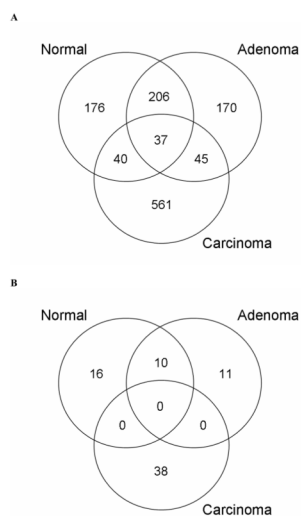 A
Normal Adenoma
176 206 170
37
40 45
561
Carcinoma
B
Normal Adenoma
16 10 11
0
0 0
38
Carcinoma